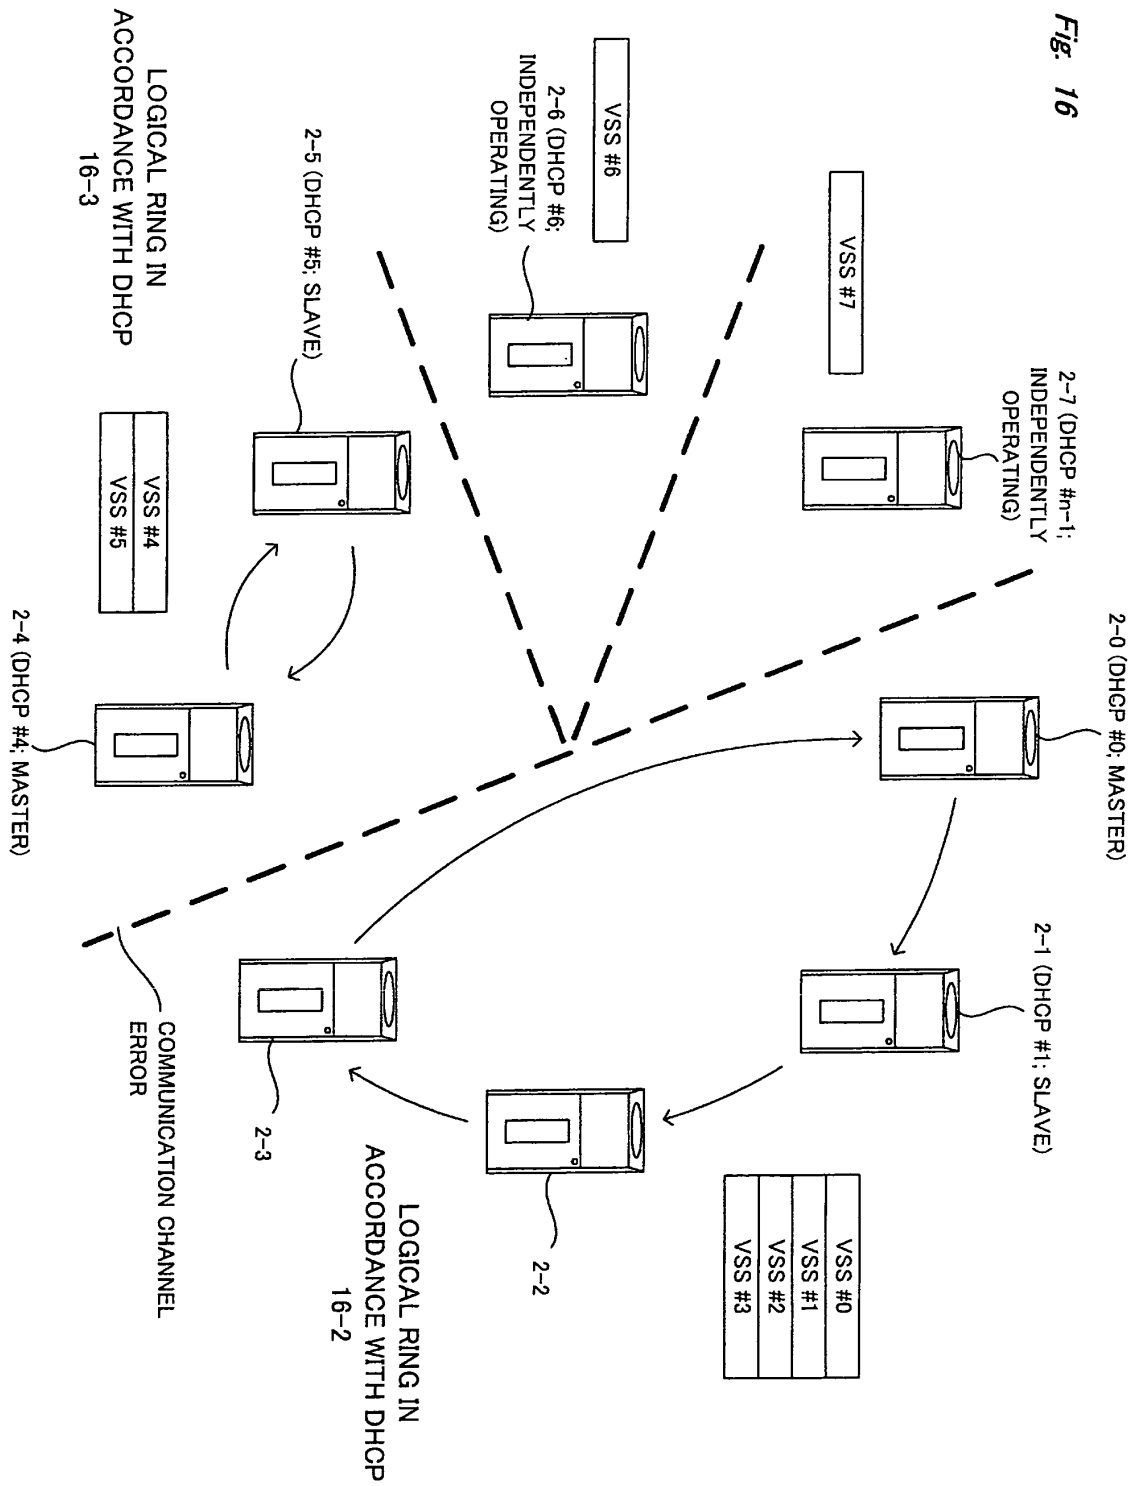 Fig. 16
2-0 (DHCP #0; MASTER)
2-7 (DHCP #n-1;
INDEPENDENTLY
OPERATING)
2-1 (DHCP #1; SLAVE)
VSS #7
VSS #0
VSS #1
VSS #2
VSS #3
VSS #6
2-6 (DHCP #6;
INDEPENDENTLY
OPERATING)
2-2
LOGICAL RING IN
ACCORDANCE WITH DHCP
16-2
2-5 (DHCP #5; SLAVE)
2-3
LOGICAL RING IN
ACCORDANCE WITH DHCP
16-3
VSS #4
VSS #5
COMMUNICATION CHANNEL
ERROR
2-4 (DHCP #4; MASTER)